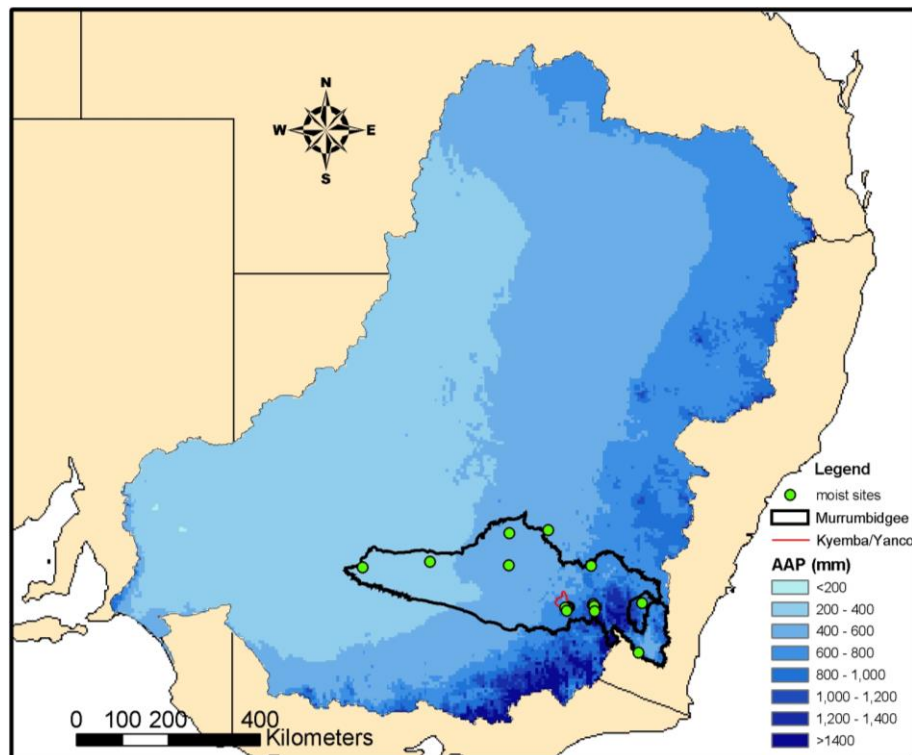 N
W E
S
Legend
moist sites
Murrumbidgee
Kyemba/Yanco
AAP (mm)
<200
200 - 400
400 - 600
600 - 800
800 - 1,000
1,000 - 1,200
1,200 - 1,400
>1400
0 100 200 400
Kilometers